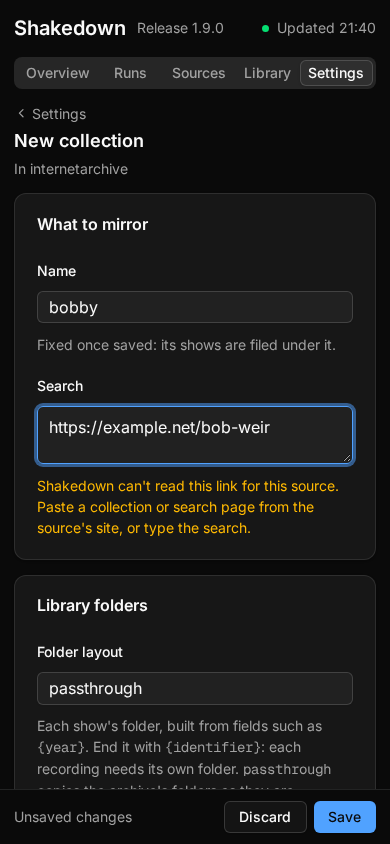 Shakedown Release 1.9.0 Updated 21:40
Overview Runs Sources Library Settings
Settings
New collection
In internetarchive
What to mirror
Name
bobby
Fixed once saved: its shows are filed under it.
Search
https://example.net/bob-weir
Shakedown can't read this link for this source.
Paste a collection or search page from the
source's site, or type the search.
Library folders
Folder layout
passthrough
Each show's folder, built from fields such as
{year}. End it with {identifier}: each
recording needs its own folder. passthrough
Unsaved changes Discard Save